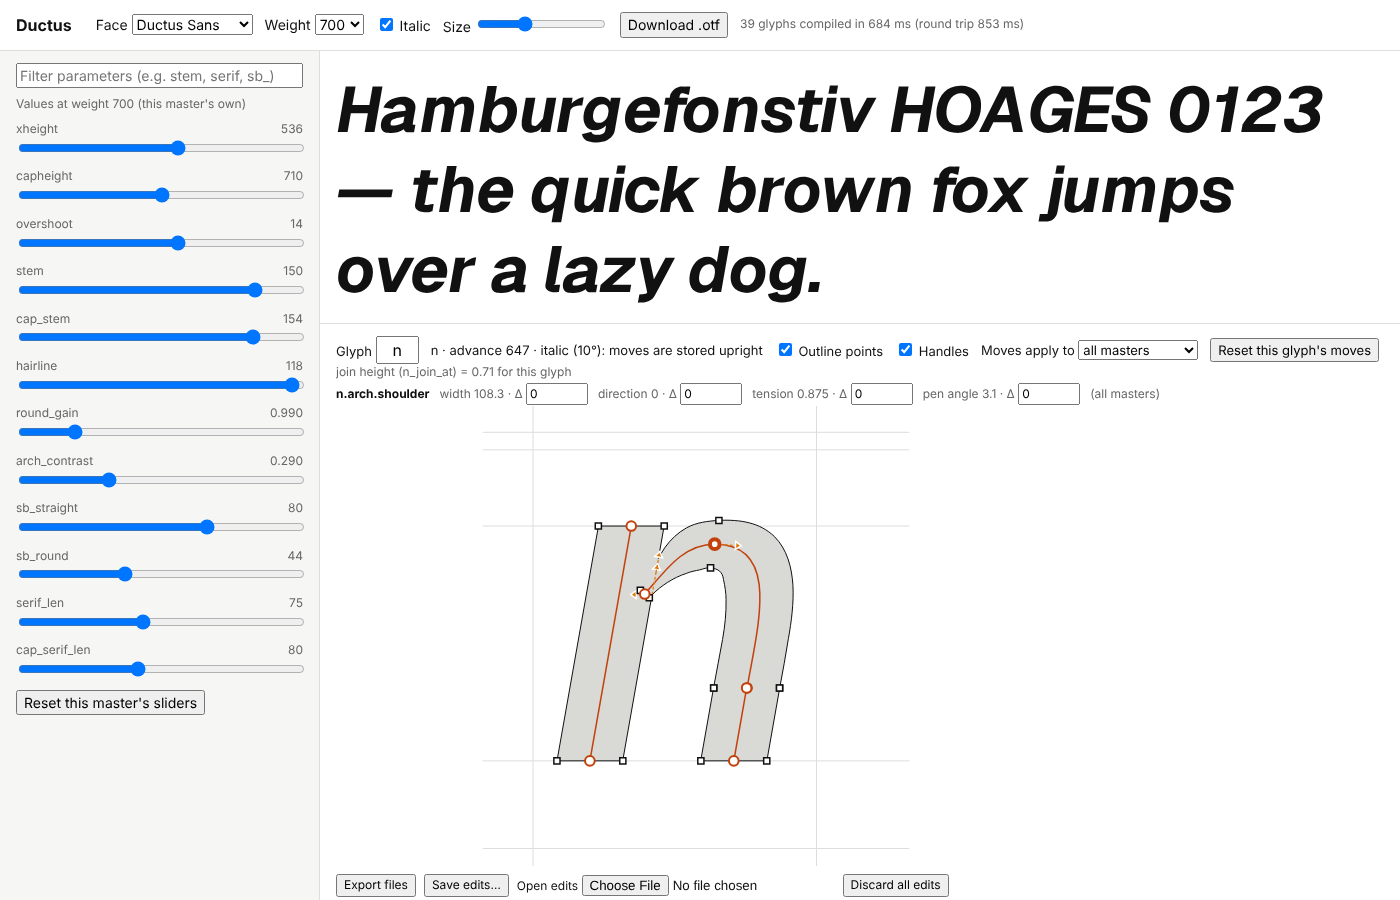 Ductus Face Ductus Sans Weight 700 Italic Size Download .otf 39 glyphs compiled in 684 ms (round trip 853 ms)
Filter parameters (e.g. stem, serif, sb_)
Values at weight 700 (this master's own)
xheight 536
capheight 710
overshoot 14
stem 150
cap_stem 154
hairline 118
round_gain 0.990
arch_contrast 0.290
sb_straight 80
sb_round 44
serif_len 75
cap_serif_len 80
Reset this master's sliders
Hamburgefonstiv HOAGES 0123
— the quick brown fox jumps
over a lazy dog.
Glyph n n · advance 647 · italic (10°): moves are stored upright Outline points Handles Moves apply to all masters Reset this glyph's moves
join height (n_join_at) = 0.71 for this glyph
n.arch.shoulder width 108.3 · Δ 0 direction 0 · Δ 0 tension 0.875 · Δ 0 pen angle 3.1 · Δ 0 (all masters)
Export files Save edits... Open edits Choose File No file chosen Discard all edits